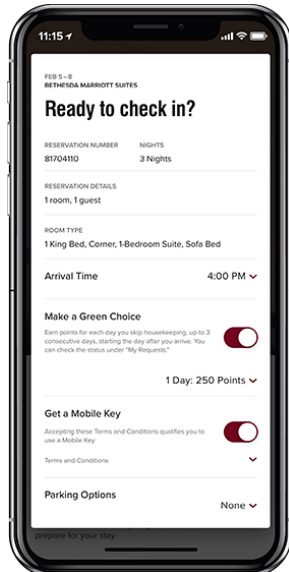 11:15
FEB 5 – 8
BETHESDA MARRIOTT SUITES
Ready to check in?
RESERVATION NUMBER NIGHTS
81704110 3 Nights
RESERVATION DETAILS
1 room, 1 guest
ROOM TYPE
1 King Bed, Corner, 1-Bedroom Suite, Sofa Bed
Arrival Time 4:00 PM
Make a Green Choice
Earn points for each day you skip housekeeping, up to 3
consecutive days, starting the day after you arrive. You
can check the status under "My Requests."
1 Day: 250 Points
Get a Mobile Key
Accepting these Terms and Conditions qualifies you to
use a Mobile Key
Terms and Conditions
Parking Options
None
prepare for your stay.